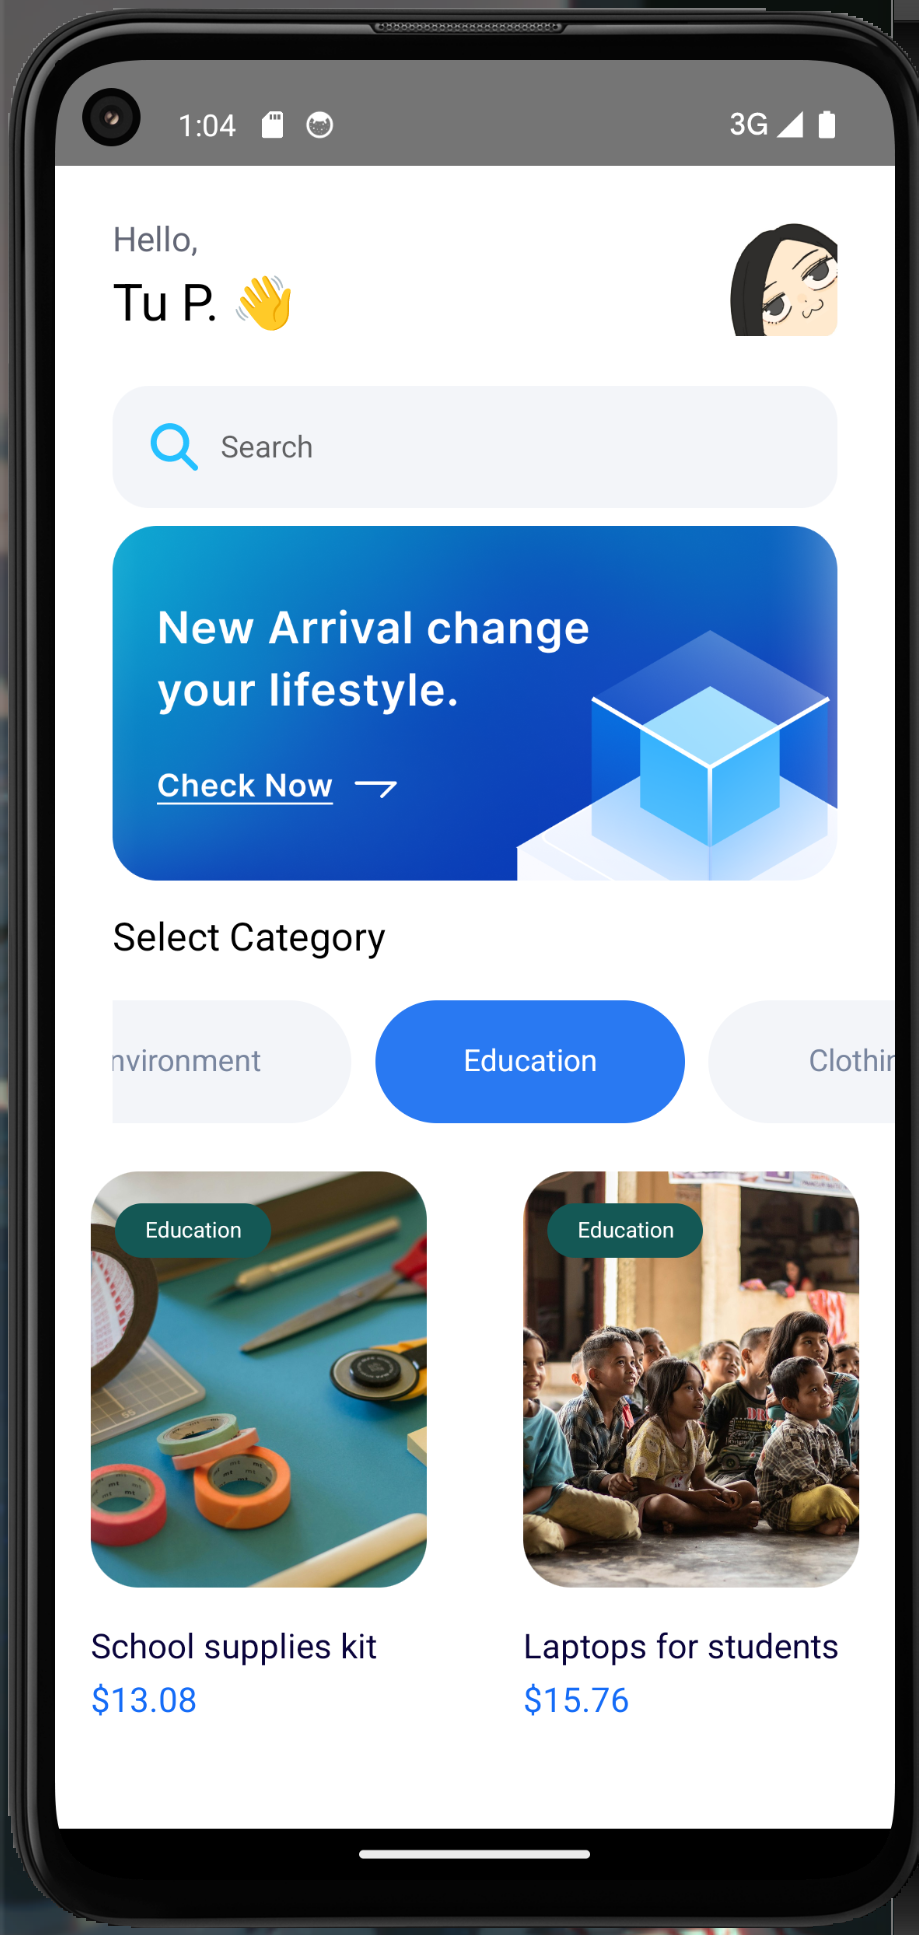 1:04
3G
Hello,
Tu P. 👋
Search
New Arrival change
your lifestyle.
Check Now
Select Category
nvironment
Education
Clothin
Education
Education
School supplies kit
Laptops for students
$13.08
$15.76